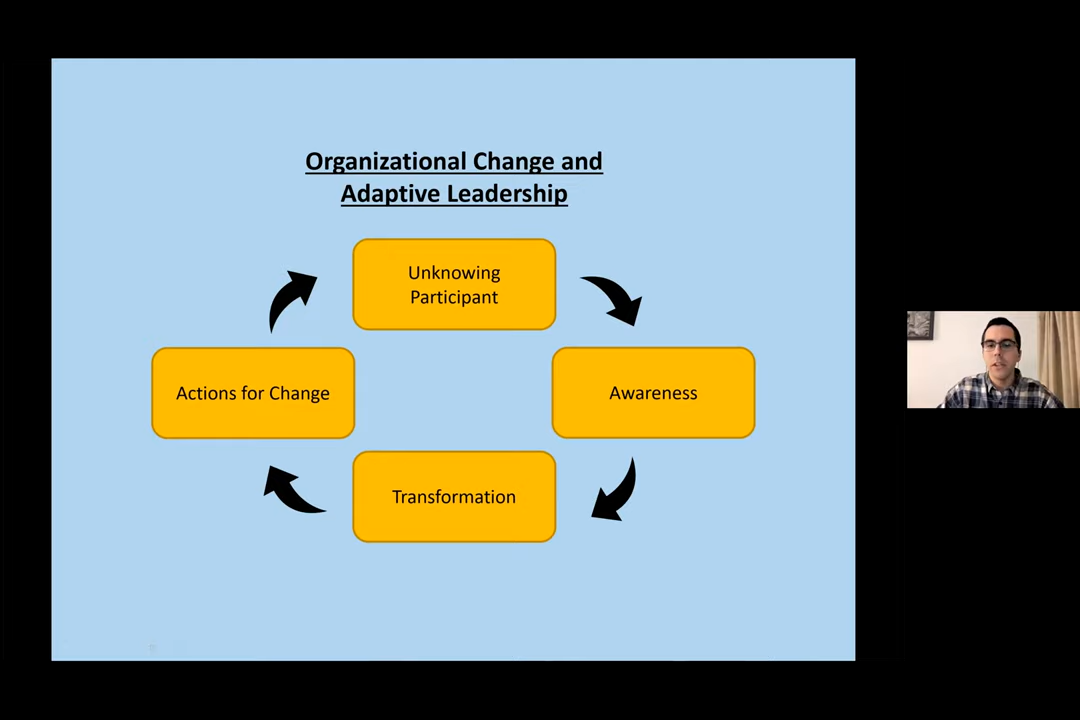 Organizational Change and
Adaptive Leadership
Unknowing
Participant
Actions for Change
Awareness
Transformation